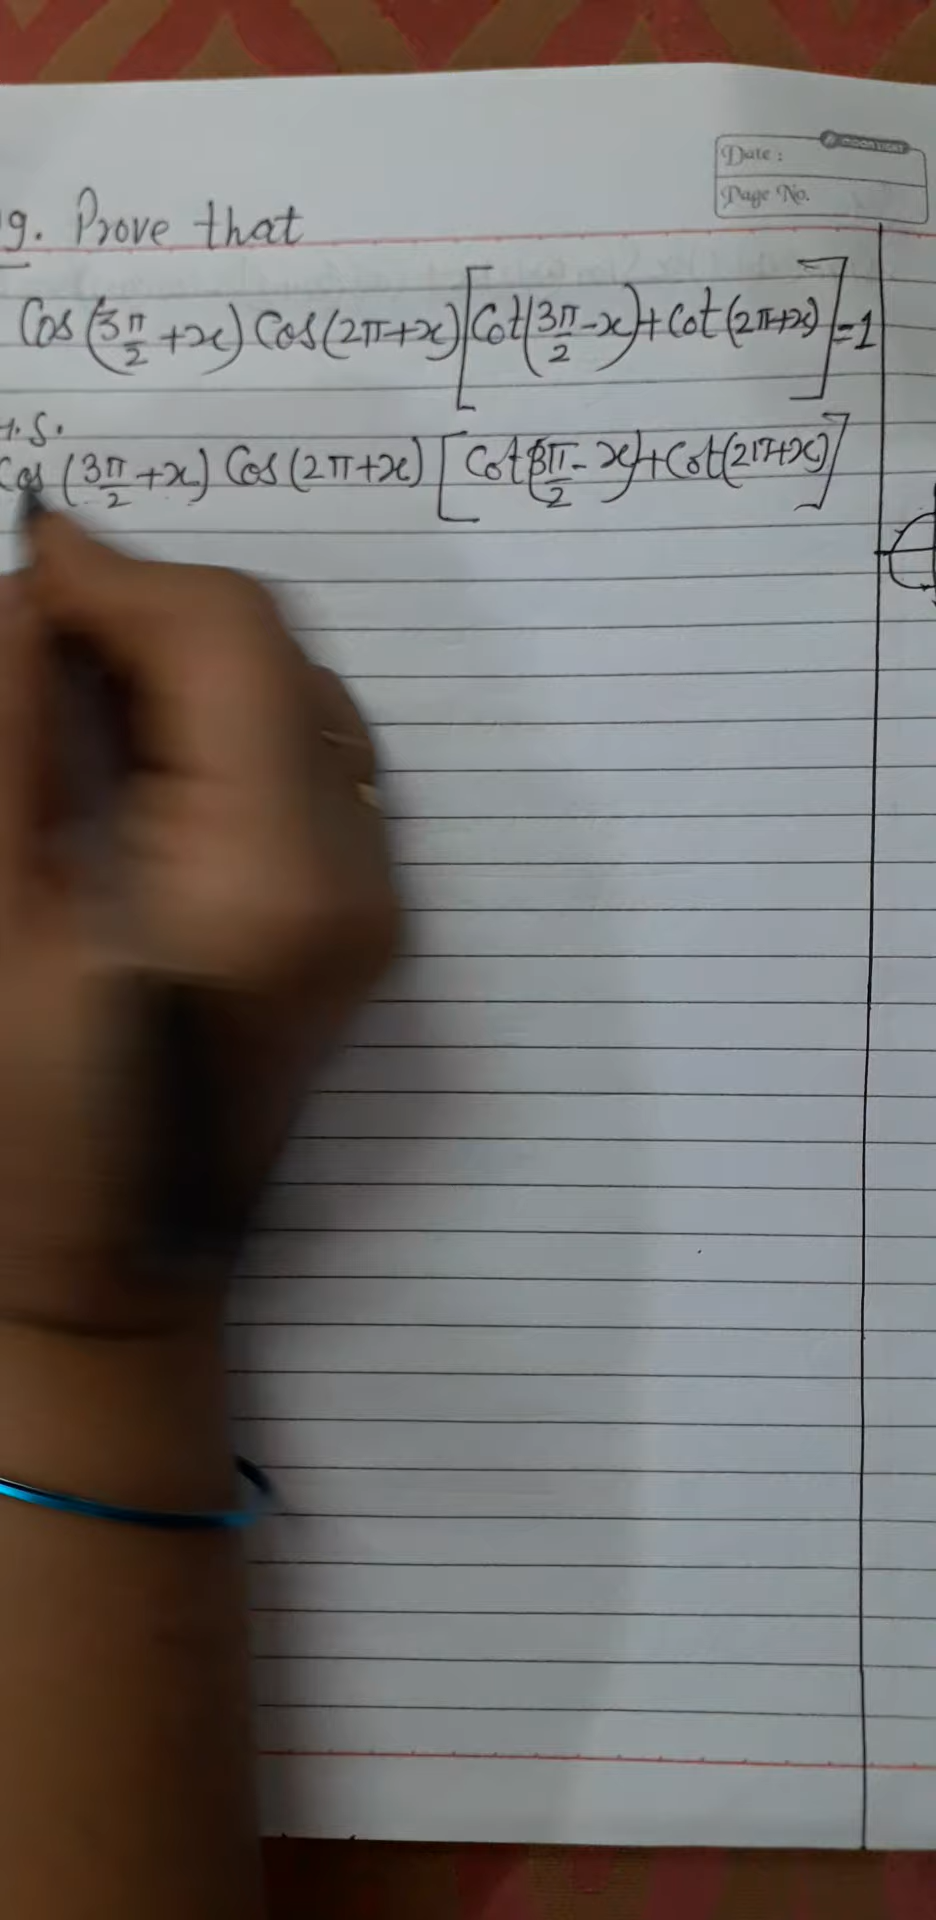 MOONLIGHT
Date :
Page No.
9. Prove that
Cos(3π/2+x) Cos(2π+x)[Cot(3π/2-x)+Cot(2π+x)]=1
H.S.
Cos(3π/2+x) Cos(2π+x)[Cot(3π/2-x)+Cot(2π+x)]